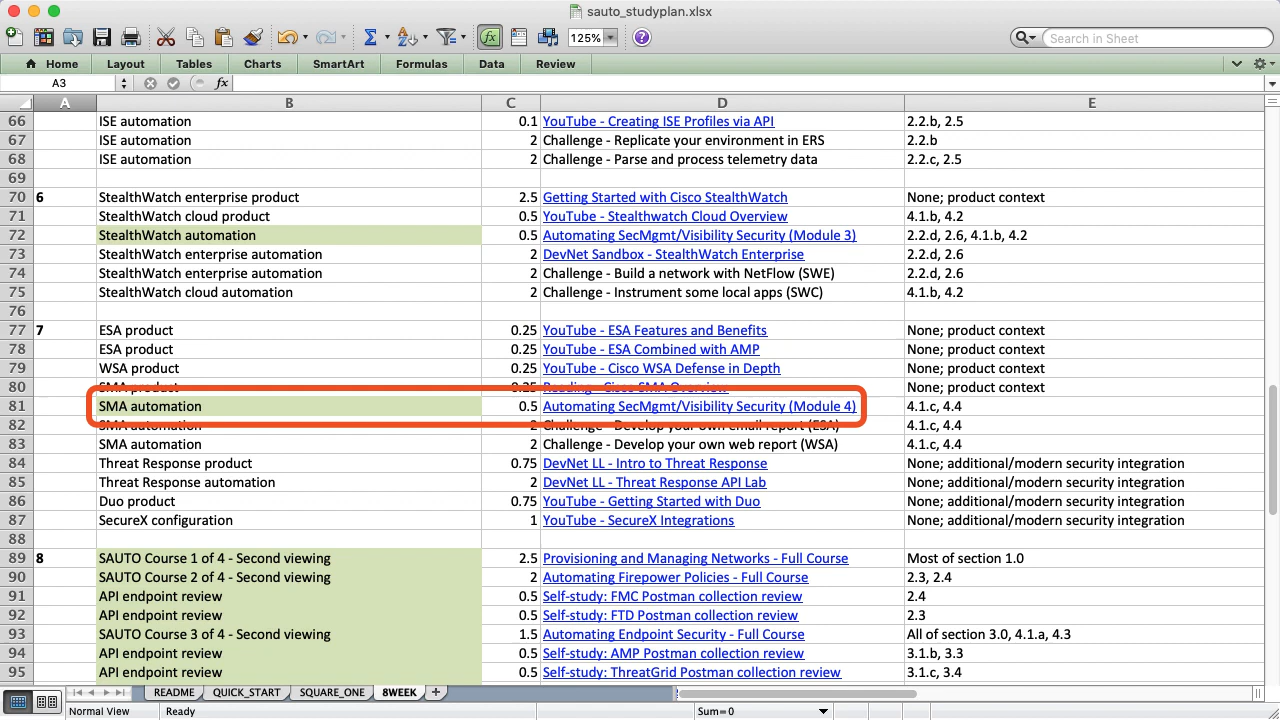 sauto_studyplan.xlsx
125%
Search in Sheet
Home Layout Tables Charts SmartArt Formulas Data Review
A3 fx
A B C D E
66 ISE automation 0.1 YouTube - Creating ISE Profiles via API 2.2.b, 2.5
67 ISE automation 2 Challenge - Replicate your environment in ERS 2.2.b
68 ISE automation 2 Challenge - Parse and process telemetry data 2.2.c, 2.5
69
70 6 StealthWatch enterprise product 2.5 Getting Started with Cisco StealthWatch None; product context
71 StealthWatch cloud product 0.5 YouTube - Stealthwatch Cloud Overview 4.1.b, 4.2
72 StealthWatch automation 0.5 Automating SecMgmt/Visibility Security (Module 3) 2.2.d, 2.6, 4.1.b, 4.2
73 StealthWatch enterprise automation 2 DevNet Sandbox - StealthWatch Enterprise 2.2.d, 2.6
74 StealthWatch enterprise automation 2 Challenge - Build a network with NetFlow (SWE) 2.2.d, 2.6
75 StealthWatch cloud automation 2 Challenge - Instrument some local apps (SWC) 4.1.b, 4.2
76
77 7 ESA product 0.25 YouTube - ESA Features and Benefits None; product context
78 ESA product 0.25 YouTube - ESA Combined with AMP None; product context
79 WSA product 0.25 YouTube - Cisco WSA Defense in Depth None; product context
80 SMA product 0.25 Reading - Cisco SMA Overview None; product context
81 SMA automation 0.5 Automating SecMgmt/Visibility Security (Module 4) 4.1.c, 4.4
82 SMA automation 2 Challenge - Develop your own email report (ESA) 4.1.c, 4.4
83 SMA automation 2 Challenge - Develop your own web report (WSA) 4.1.c, 4.4
84 Threat Response product 0.75 DevNet LL - Intro to Threat Response None; additional/modern security integration
85 Threat Response automation 2 DevNet LL - Threat Response API Lab None; additional/modern security integration
86 Duo product 0.75 YouTube - Getting Started with Duo None; additional/modern security integration
87 SecureX configuration 1 YouTube - SecureX Integrations None; additional/modern security integration
88
89 8 SAUTO Course 1 of 4 - Second viewing 2.5 Provisioning and Managing Networks - Full Course Most of section 1.0
90 SAUTO Course 2 of 4 - Second viewing 2 Automating Firepower Policies - Full Course 2.3, 2.4
91 API endpoint review 0.5 Self-study: FMC Postman collection review 2.4
92 API endpoint review 0.5 Self-study: FTD Postman collection review 2.3
93 SAUTO Course 3 of 4 - Second viewing 1.5 Automating Endpoint Security - Full Course All of section 3.0, 4.1.a, 4.3
94 API endpoint review 0.5 Self-study: AMP Postman collection review 3.1.b, 3.3
95 API endpoint review 0.5 Self-study: ThreatGrid Postman collection review 3.1.c, 3.4
README QUICK_START SQUARE_ONE 8WEEK +
Normal View Ready Sum=0